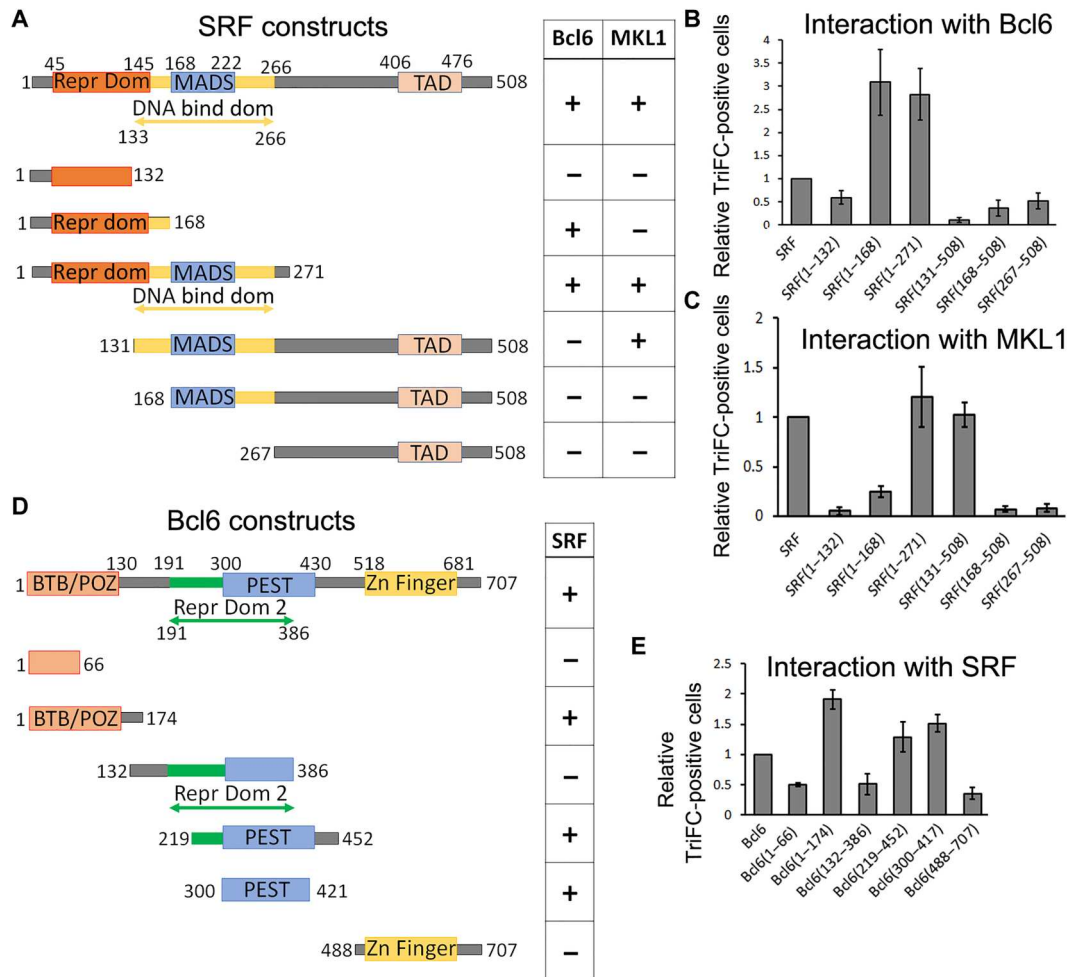 A
SRF constructs
Bcl6 MKL1
45 145 168 222 266 406 476
1 Repr Dom MADS TAD 508
DNA bind dom
133 266
+ +
1 132
− −
1 Repr dom 168
+ −
1 Repr dom MADS 271
DNA bind dom
+ +
131 MADS TAD 508
− +
168 MADS TAD 508
− −
267 TAD 508
− −
B
Interaction with Bcl6
Relative TriFC-positive cells
4
3.5
3
2.5
2
1.5
1
0.5
0
SRF
SRF(1–132)
SRF(1–168)
SRF(1–271)
SRF(131–508)
SRF(168–508)
SRF(267–508)
C
Interaction with MKL1
Relative TriFC-positive cells
2
1.5
1
0.5
0
SRF
SRF(1–132)
SRF(1–168)
SRF(1–271)
SRF(131–508)
SRF(168–508)
SRF(267–508)
D
Bcl6 constructs
SRF
130 191 300 430 518 681
1 BTB/POZ PEST Zn Finger 707
Repr Dom 2
191 386
+
1 66
−
1 BTB/POZ 174
+
132 386
Repr Dom 2
−
219 PEST 452
+
300 PEST 421
+
488 Zn Finger 707
−
E
Interaction with SRF
Relative
TriFC-positive cells
2.5
2
1.5
1
0.5
0
Bcl6
Bcl6(1–66)
Bcl6(1–174)
Bcl6(132–386)
Bcl6(219–452)
Bcl6(300–417)
Bcl6(488–707)